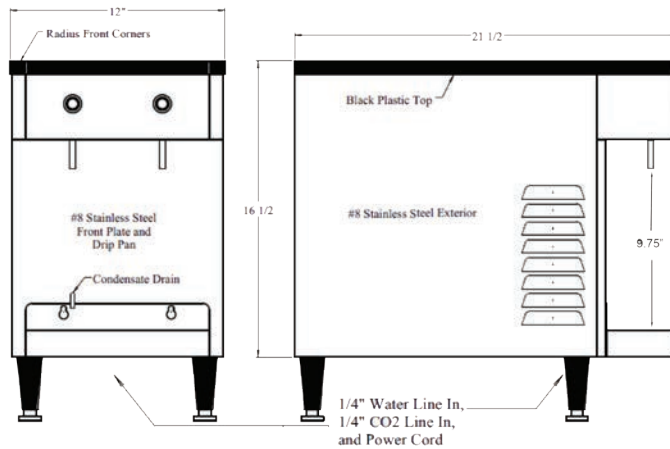 12"
Radius Front Corners
21 1/2
Black Plastic Top
16 1/2
#8 Stainless Steel
Front Plate and
Drip Pan
#8 Stainless Steel Exterior
9.75"
Condensate Drain
1/4" Water Line In,
1/4" CO2 Line In,
and Power Cord